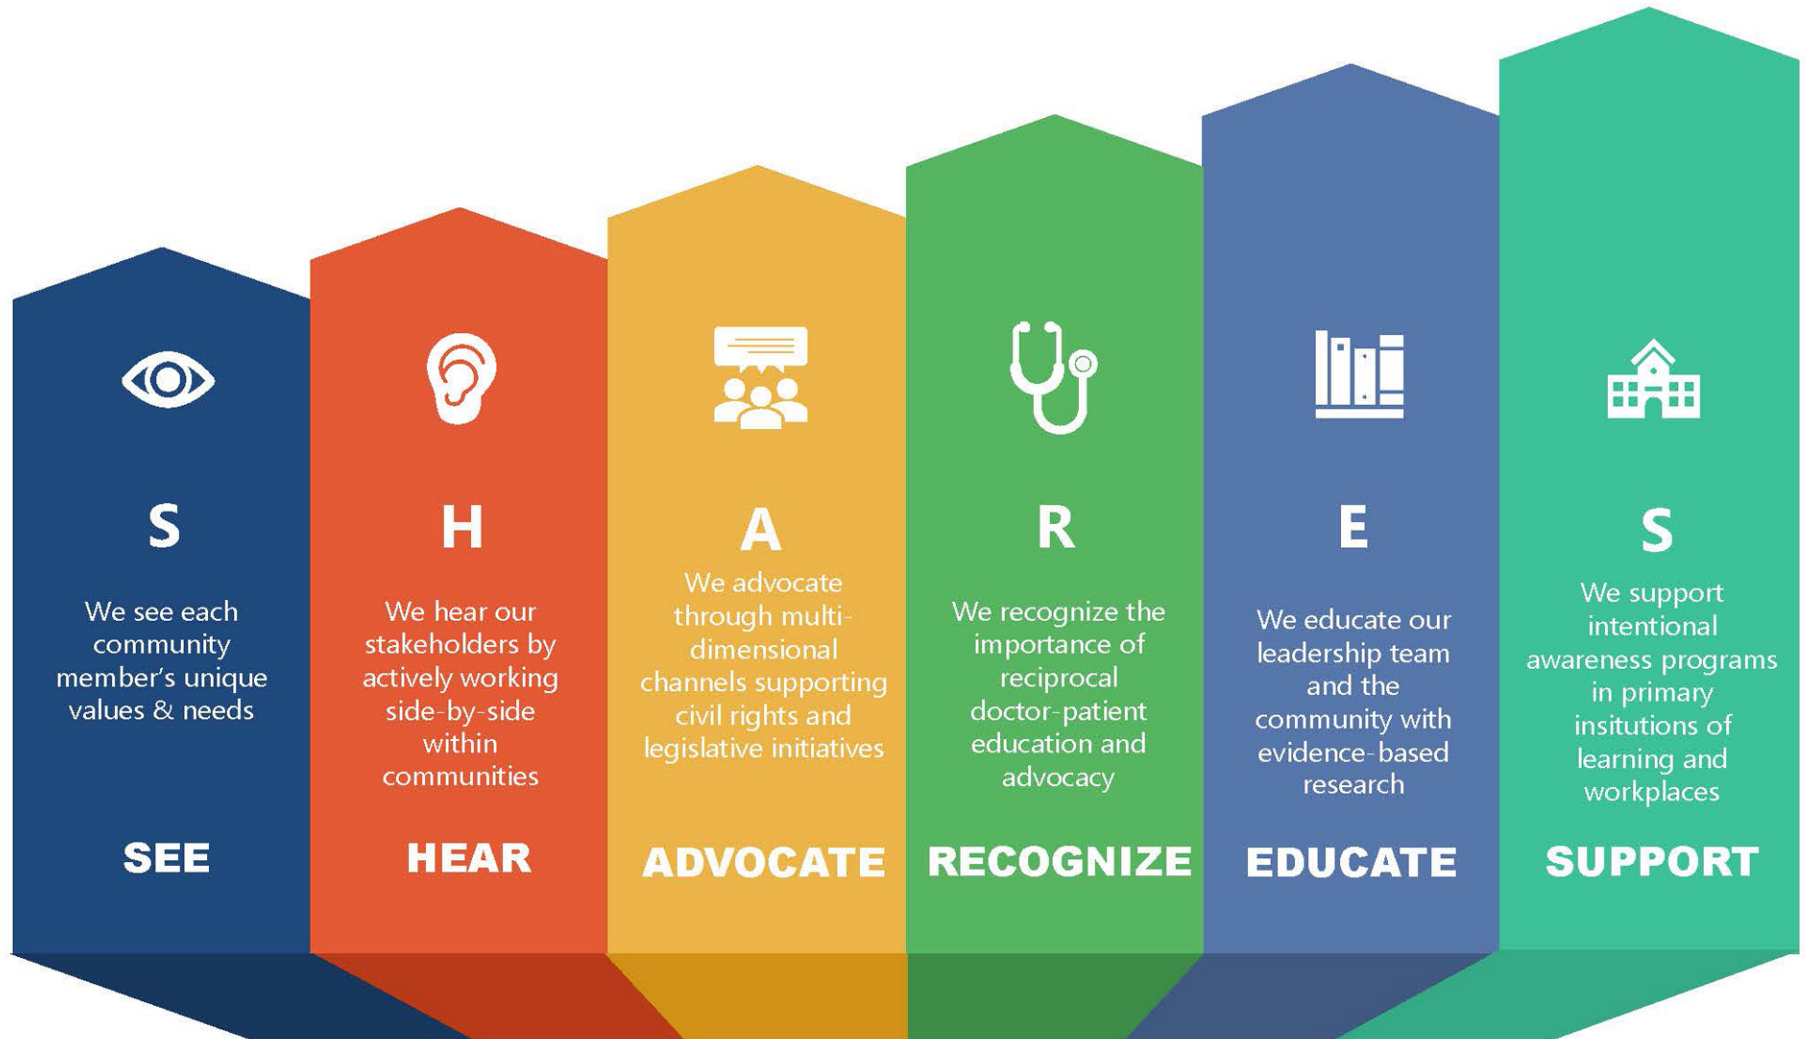 S
We see each
community
member's unique
values & needs
SEE
H
We hear our
stakeholders by
actively working
side-by-side
within
communities
HEAR
A
We advocate
through multi-
dimensional
channels supporting
civil rights and
legislative initiatives
ADVOCATE
R
We recognize the
importance of
reciprocal
doctor-patient
education and
advocacy
RECOGNIZE
E
We educate our
leadership team
and the
community with
evidence-based
research
EDUCATE
S
We support
intentional
awareness programs
in primary
insitutions of
learning and
workplaces
SUPPORT